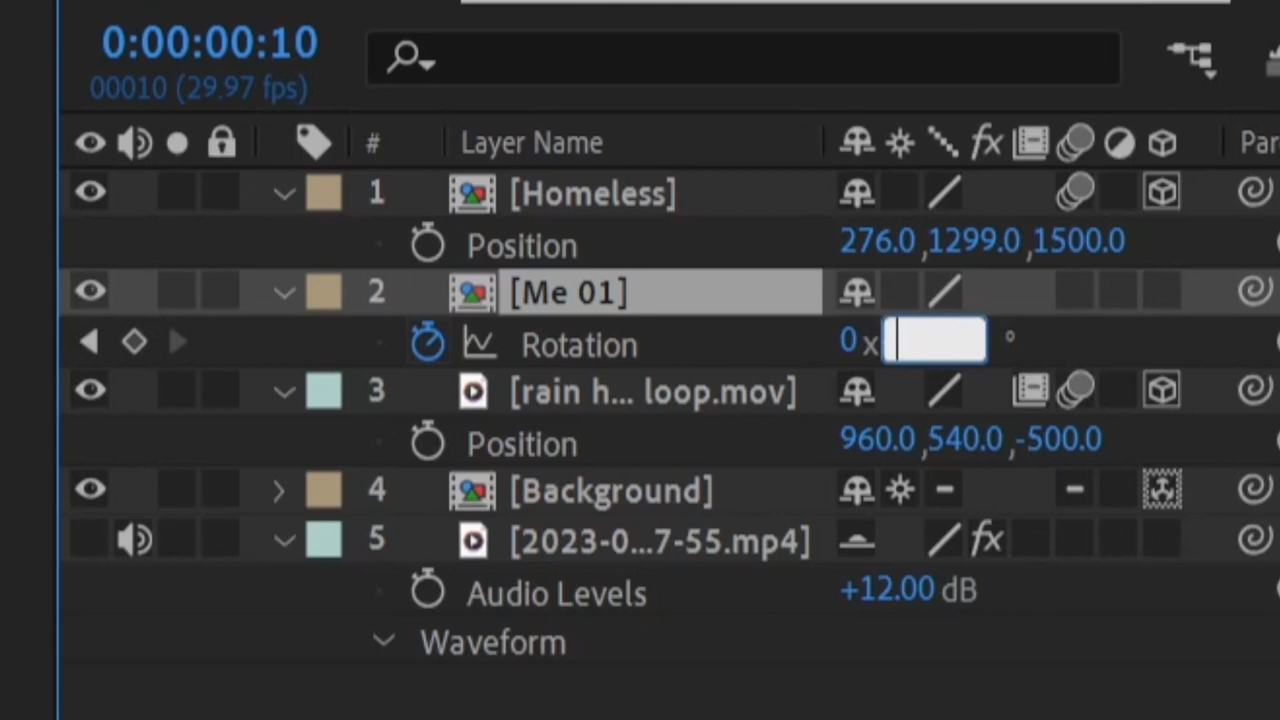 0:00:00:10
00010 (29.97 fps)
# Layer Name fx Par
1 [Homeless]
Position 276.0 ,1299.0 ,1500.0
2 [Me 01]
Rotation 0 x °
3 [rain h... loop.mov]
Position 960.0 ,540.0 ,-500.0
4 [Background]
5 [2023-0...7-55.mp4] fx
Audio Levels +12.00 dB
Waveform